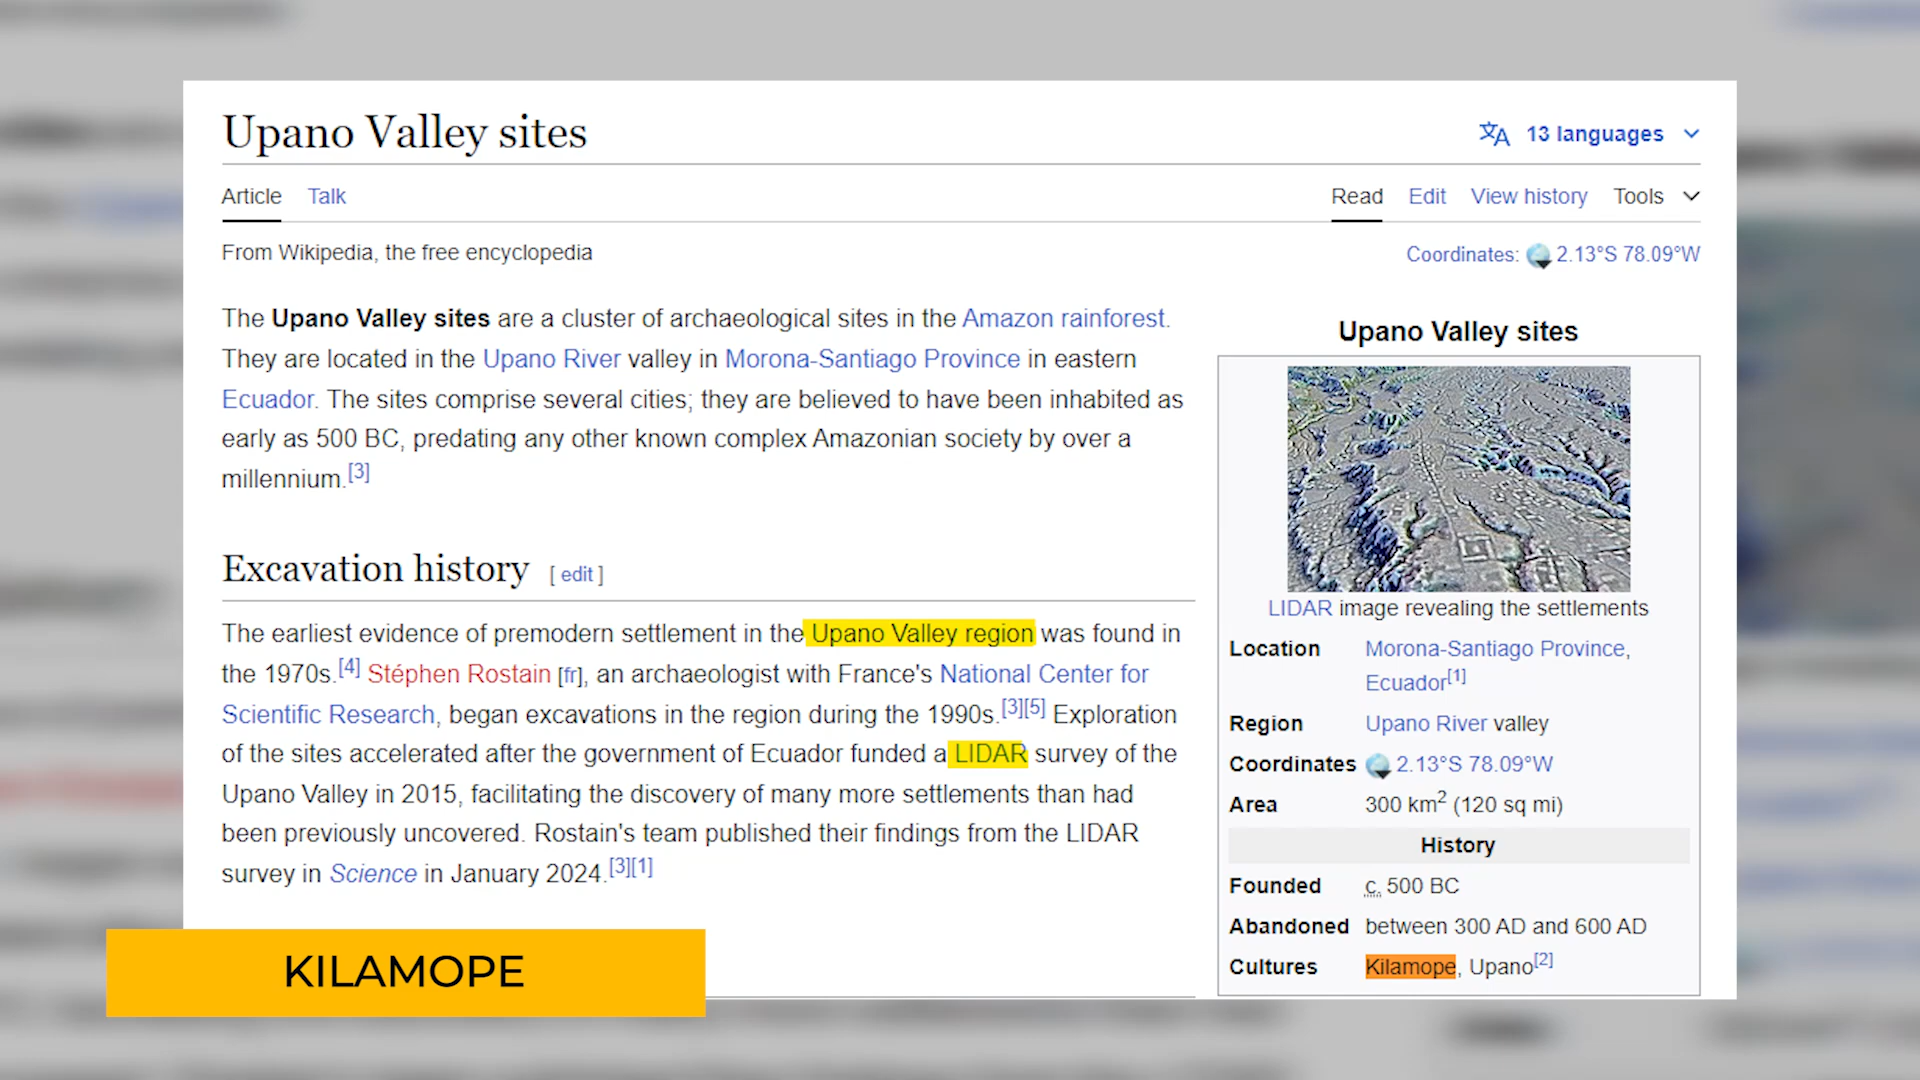 Upano Valley sites
13 languages
Article Talk
Read Edit View history Tools
From Wikipedia, the free encyclopedia
Coordinates: 2.13°S 78.09°W
The Upano Valley sites are a cluster of archaeological sites in the Amazon rainforest.
They are located in the Upano River valley in Morona-Santiago Province in eastern
Ecuador. The sites comprise several cities; they are believed to have been inhabited as
early as 500 BC, predating any other known complex Amazonian society by over a
millennium.[3]
Excavation history [ edit ]
The earliest evidence of premodern settlement in the Upano Valley region was found in
the 1970s.[4] Stéphen Rostain [fr], an archaeologist with France's National Center for
Scientific Research, began excavations in the region during the 1990s.[3][5] Exploration
of the sites accelerated after the government of Ecuador funded a LIDAR survey of the
Upano Valley in 2015, facilitating the discovery of many more settlements than had
been previously uncovered. Rostain's team published their findings from the LIDAR
survey in Science in January 2024.[3][1]
Upano Valley sites
LIDAR image revealing the settlements
Location Morona-Santiago Province,
Ecuador[1]
Region Upano River valley
Coordinates 2.13°S 78.09°W
Area 300 km2 (120 sq mi)
History
Founded c. 500 BC
Abandoned between 300 AD and 600 AD
Cultures Kilamope, Upano[2]
KILAMOPE